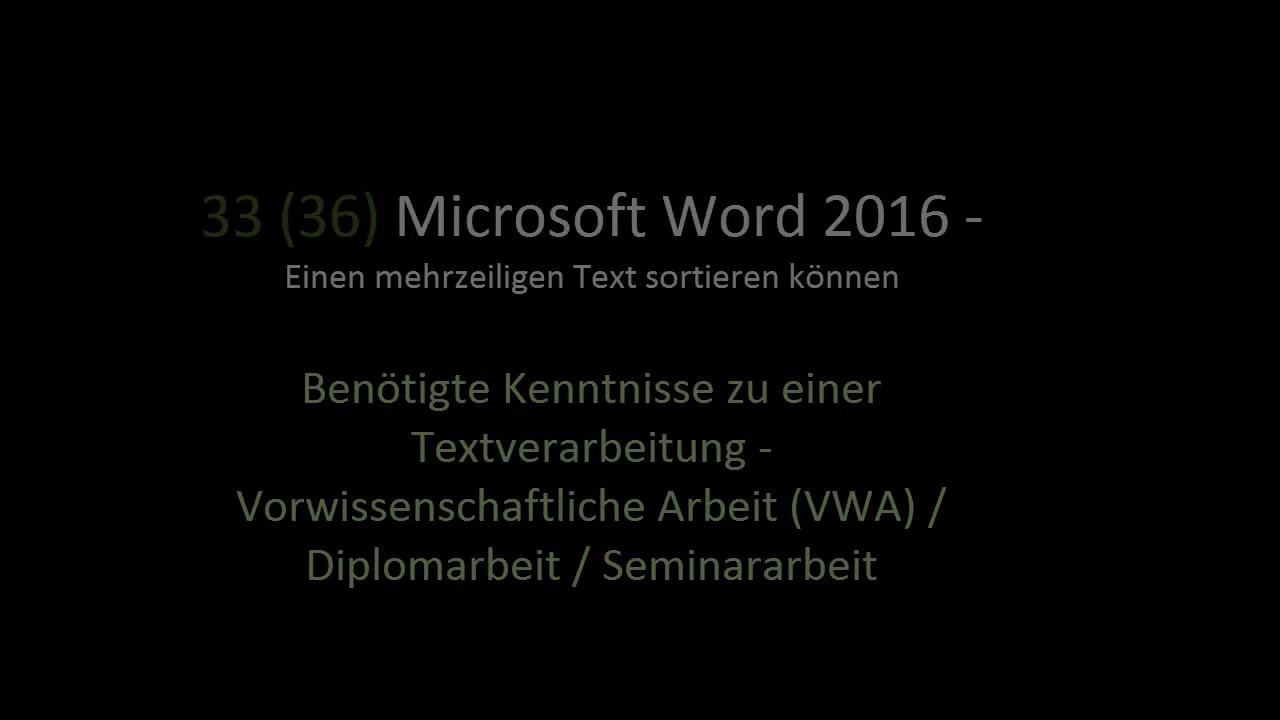 33 (36) Microsoft Word 2016 -
Einen mehrzeiligen Text sortieren können
Benötigte Kenntnisse zu einer
Textverarbeitung -
Vorwissenschaftliche Arbeit (VWA) /
Diplomarbeit / Seminararbeit